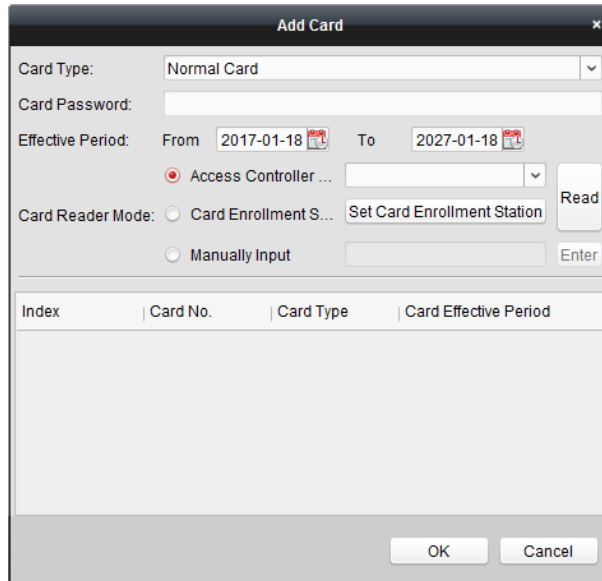 Add Card ×
Card Type: Normal Card
Card Password:
Effective Period: From 2017-01-18 To 2027-01-18
Access Controller ...
Card Reader Mode: Card Enrollment S... Set Card Enrollment Station Read
Manually Input Enter
Index Card No. Card Type Card Effective Period
OK Cancel